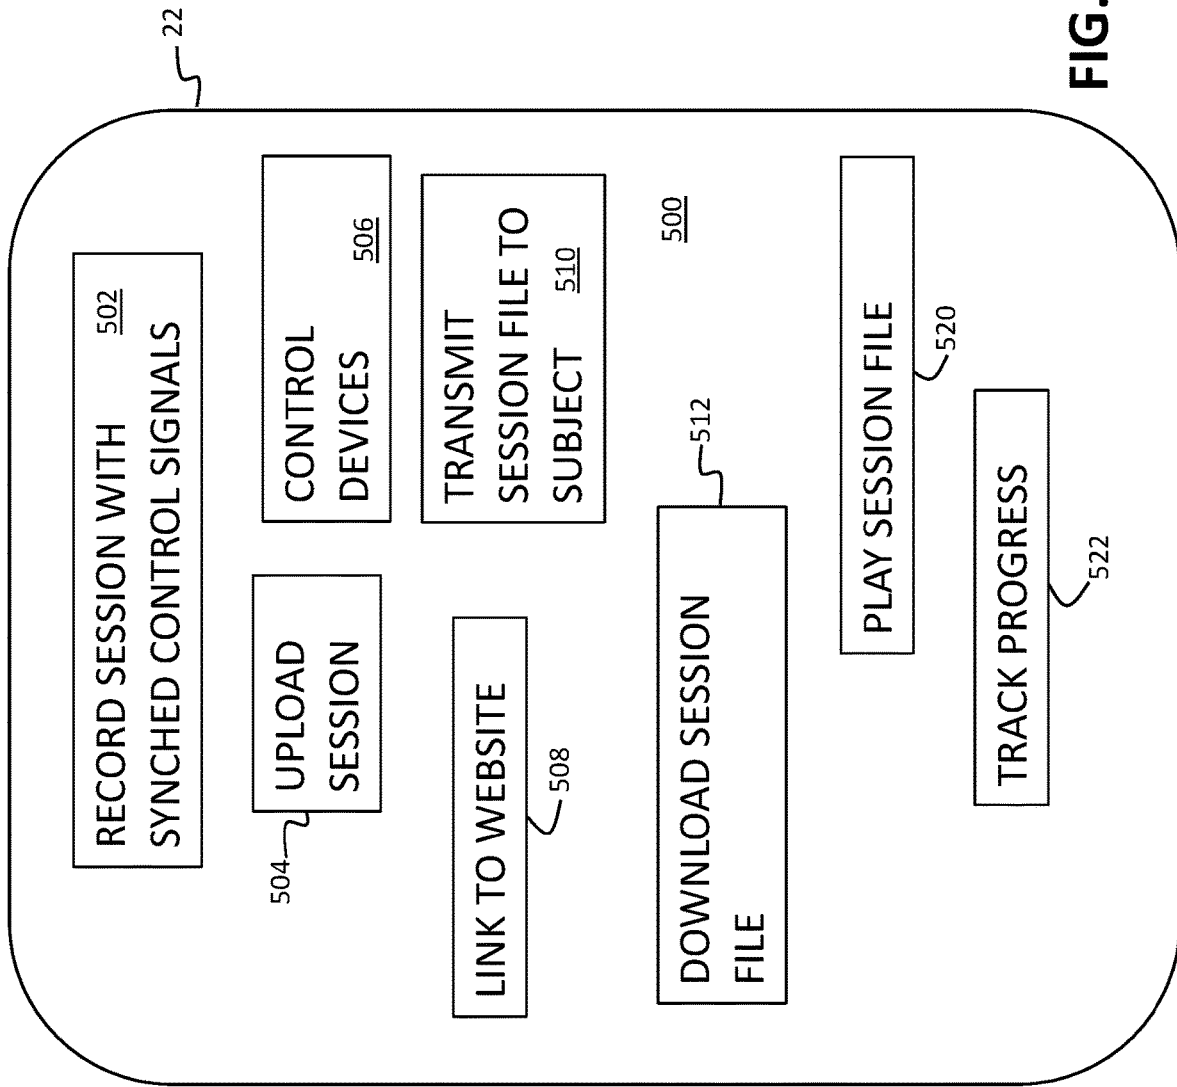 22
RECORD SESSION WITH
502
SYNCHED CONTROL SIGNALS
504
UPLOAD
SESSION
CONTROL
DEVICES
506
LINK TO WEBSITE
508
TRANSMIT
SESSION FILE TO
SUBJECT
510
500
DOWNLOAD SESSION
FILE
512
PLAY SESSION FILE
520
TRACK PROGRESS
522
FIG.